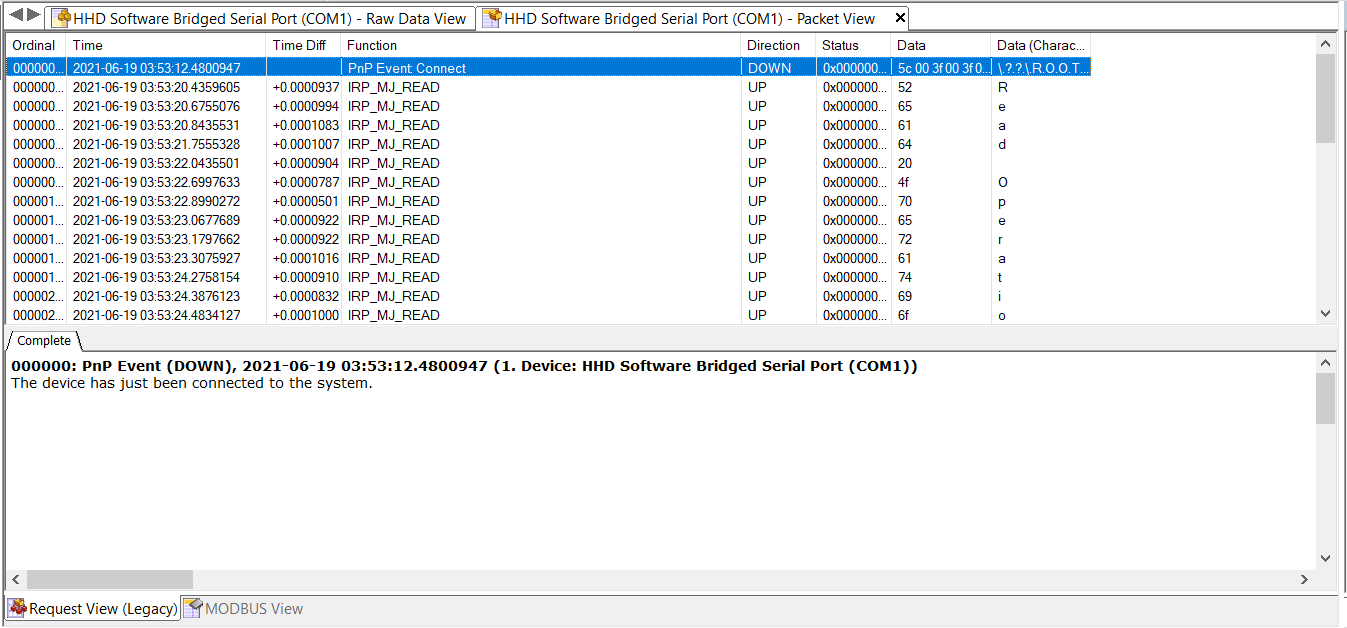 HHD Software Bridged Serial Port (COM1) - Raw Data View HHD Software Bridged Serial Port (COM1) - Packet View
Ordinal Time Time Diff Function Direction Status Data Data (Charac...
000000... 2021-06-19 03:53:12.4800947 PnP Event: Connect DOWN 0x000000... 5c 00 3f 00 3f 0... \.?.?.\.R.O.O.T...
000000... 2021-06-19 03:53:20.4359605 +0.0000937 IRP_MJ_READ UP 0x000000... 52 R
000000... 2021-06-19 03:53:20.6755076 +0.0000994 IRP_MJ_READ UP 0x000000... 65 e
000000... 2021-06-19 03:53:20.8435531 +0.0001083 IRP_MJ_READ UP 0x000000... 61 a
000000... 2021-06-19 03:53:21.7555328 +0.0001007 IRP_MJ_READ UP 0x000000... 64 d
000000... 2021-06-19 03:53:22.0435501 +0.0000904 IRP_MJ_READ UP 0x000000... 20
000000... 2021-06-19 03:53:22.6997633 +0.0000787 IRP_MJ_READ UP 0x000000... 4f O
000001... 2021-06-19 03:53:22.8990272 +0.0000501 IRP_MJ_READ UP 0x000000... 70 p
000001... 2021-06-19 03:53:23.0677689 +0.0000922 IRP_MJ_READ UP 0x000000... 65 e
000001... 2021-06-19 03:53:23.1797662 +0.0000922 IRP_MJ_READ UP 0x000000... 72 r
000001... 2021-06-19 03:53:23.3075927 +0.0001016 IRP_MJ_READ UP 0x000000... 61 a
000001... 2021-06-19 03:53:24.2758154 +0.0000910 IRP_MJ_READ UP 0x000000... 74 t
000002... 2021-06-19 03:53:24.3876123 +0.0000832 IRP_MJ_READ UP 0x000000... 69 i
000002... 2021-06-19 03:53:24.4834127 +0.0001000 IRP_MJ_READ UP 0x000000... 6f o
Complete
000000: PnP Event (DOWN), 2021-06-19 03:53:12.4800947 (1. Device: HHD Software Bridged Serial Port (COM1))
The device has just been connected to the system.
Request View (Legacy) MODBUS View